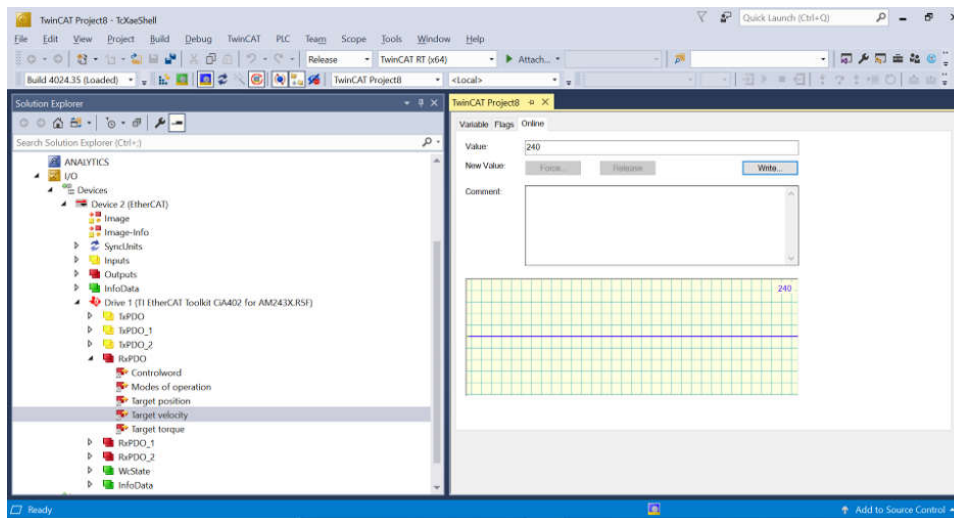 TwinCAT Project8 - TcXaeShell
Quick Launch (Ctrl+Q)
File Edit View Project Build Debug TwinCAT PLC Team Scope Tools Window Help
Release TwinCAT RT (x64) Attach...
Build 4024.35 (Loaded) TwinCAT Project8 <Local>
Solution Explorer
Search Solution Explorer (Ctrl+;)
ANALYTICS
I/O
Devices
Device 2 (EtherCAT)
Image
Image-Info
SyncUnits
Inputs
Outputs
InfoData
Drive 1 (TI EtherCAT Toolkit CiA402 for AM243X.R5F)
TxPDO
TxPDO_1
TxPDO_2
RxPDO
Controlword
Modes of operation
Target position
Target velocity
Target torque
RxPDO_1
RxPDO_2
WcState
InfoData
TwinCAT Project8
Variable Flags Online
Value: 240
New Value: Force... Release Write...
Comment:
240
Ready
Add to Source Control